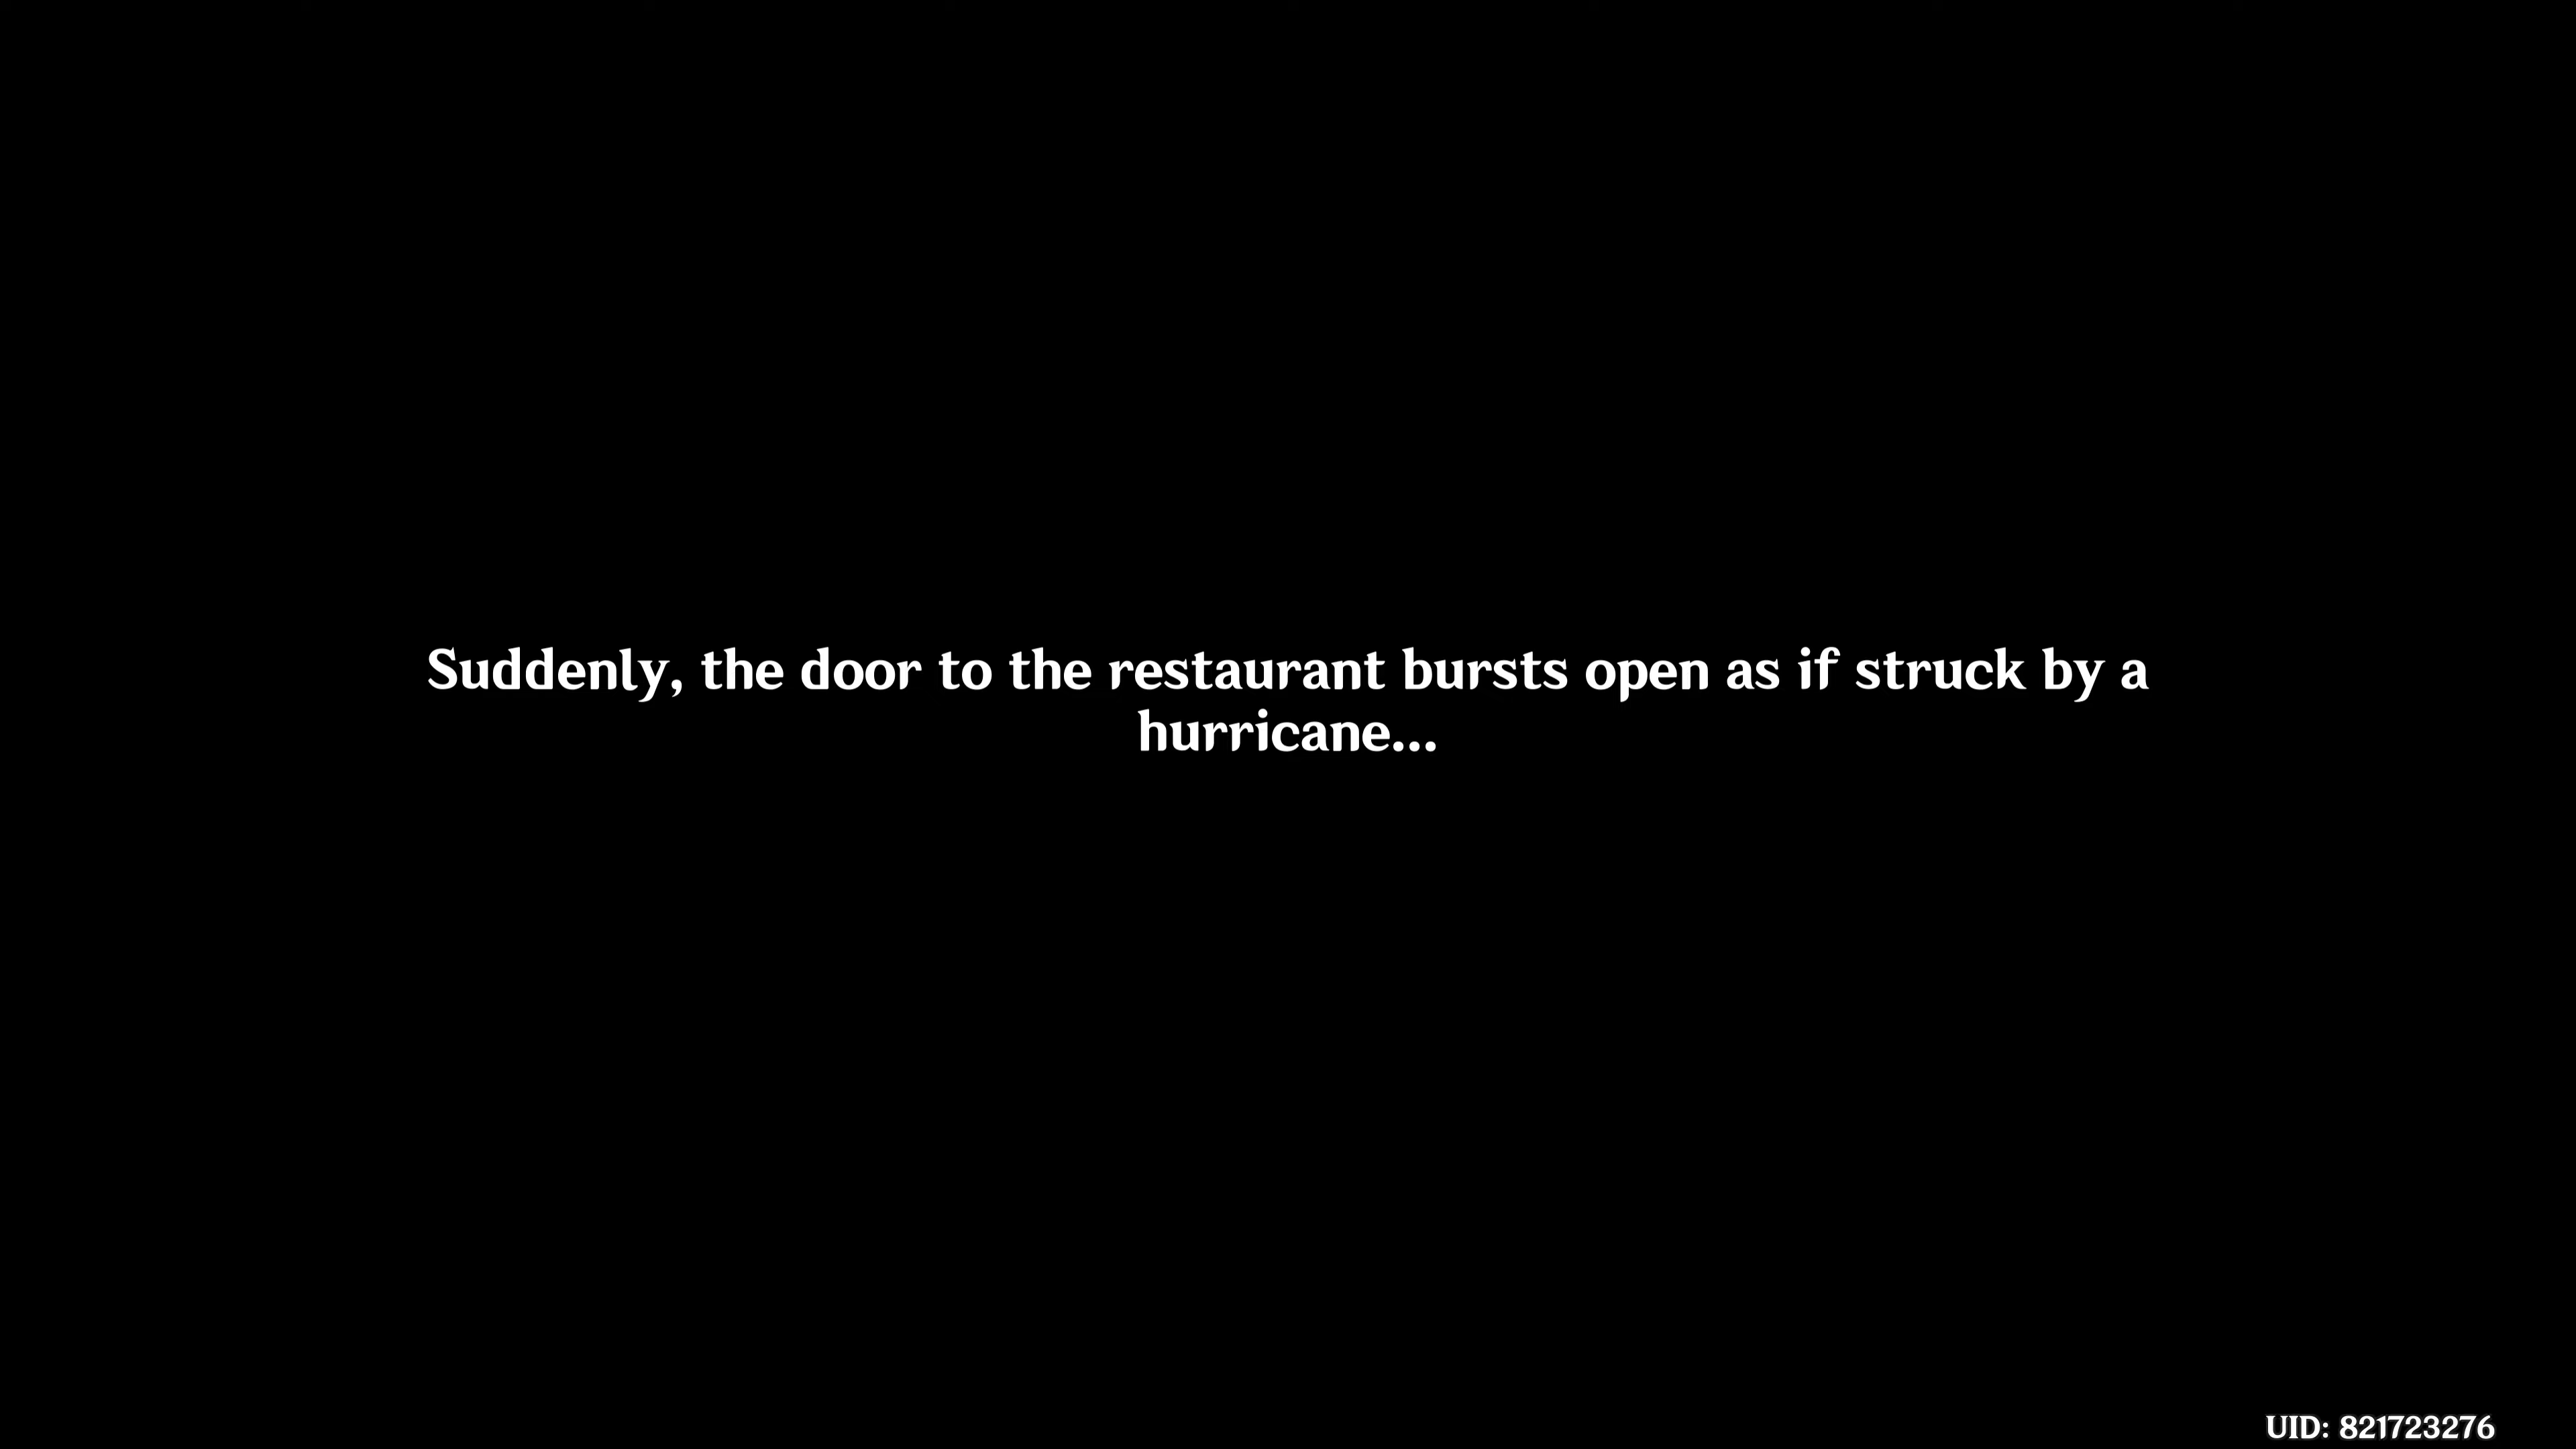 Suddenly, the door to the restaurant bursts open as if struck by a
hurricane...
UID: 821723276